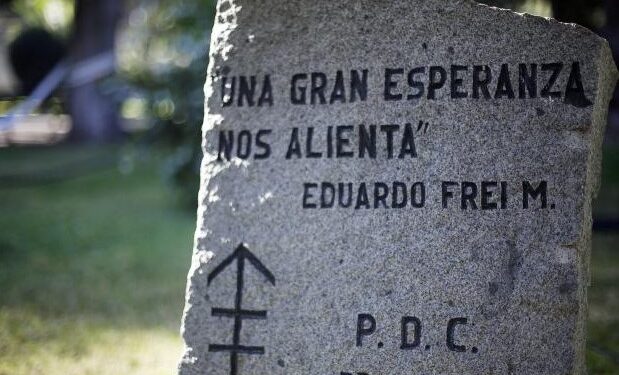 "UNA GRAN ESPERANZA
NOS ALIENTA"
EDUARDO FREI M.
P. D. C.